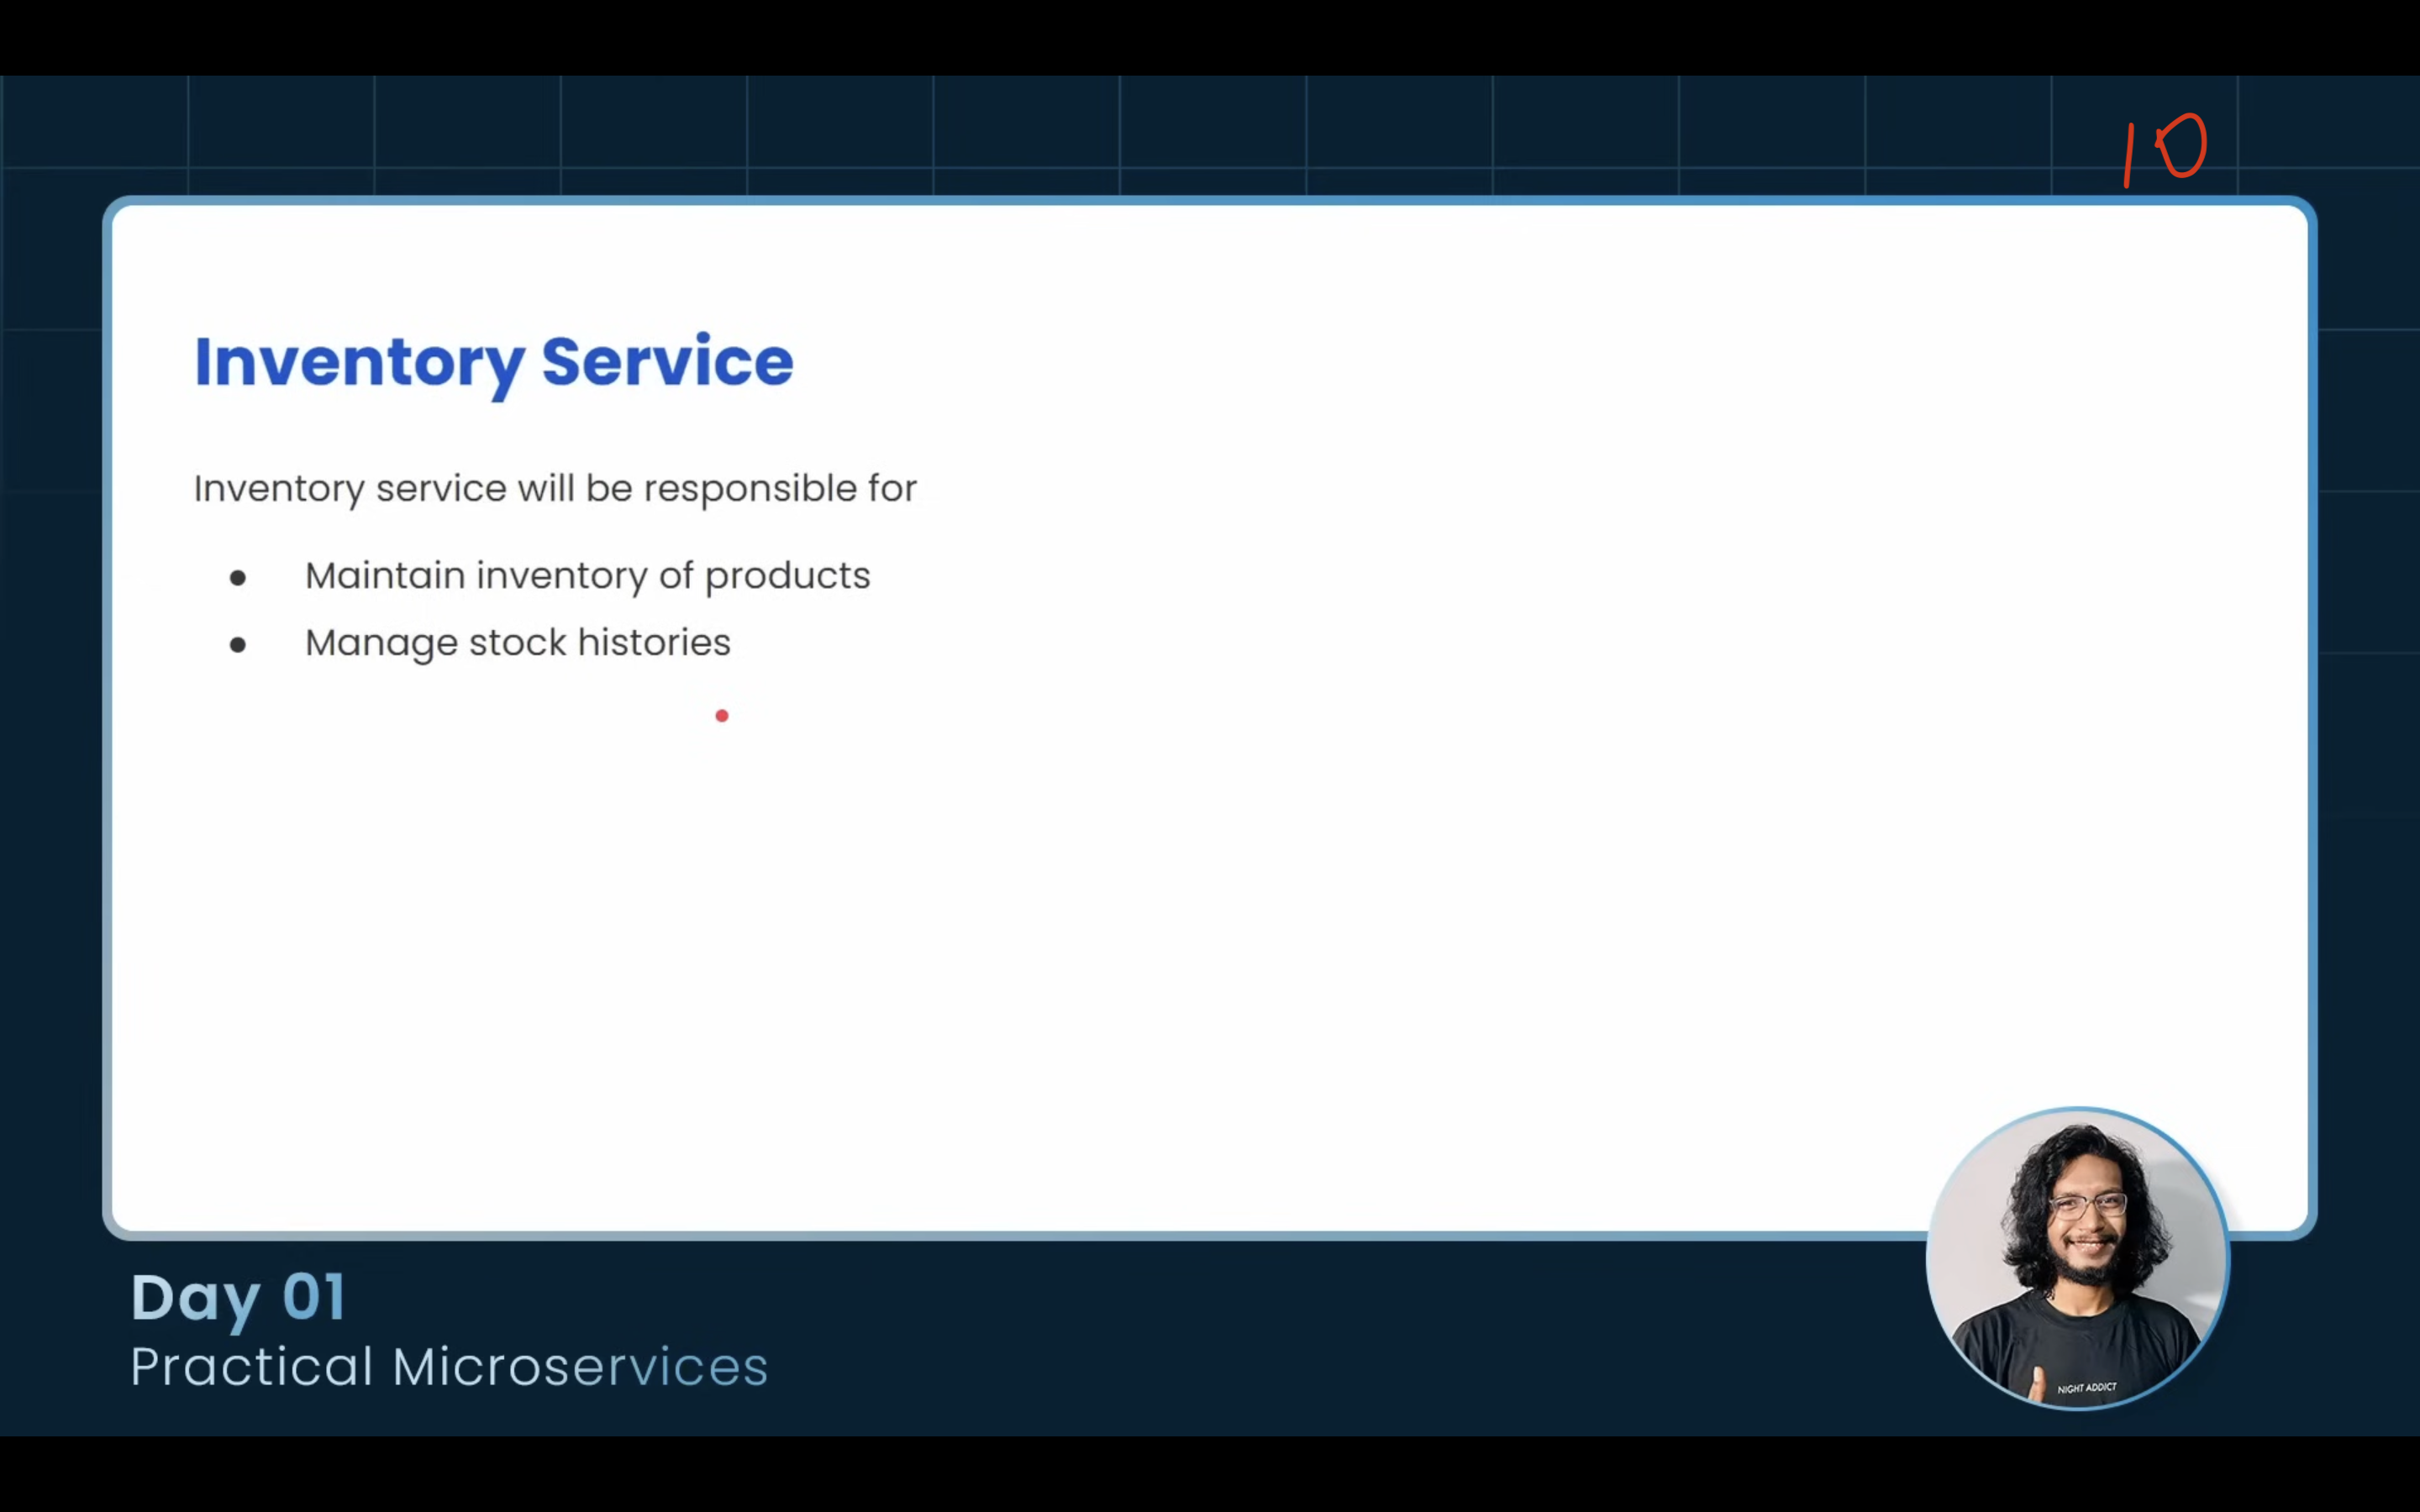 10
Inventory Service
Inventory service will be responsible for
● Maintain inventory of products
● Manage stock histories
Day 01
Practical Microservices
NIGHT ADDICT